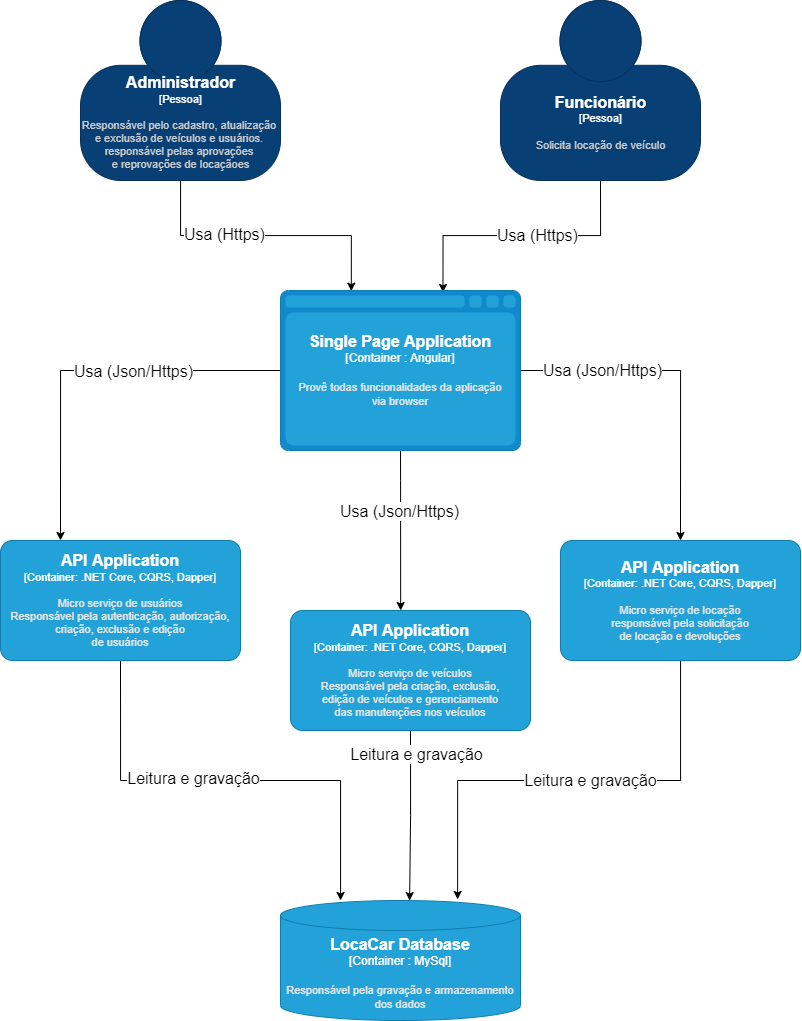 Administrador
[Pessoa]
Responsável pelo cadastro, atualização
e exclusão de veículos e usuários.
responsável pelas aprovações
e reprovações de locaçãoes
Funcionário
[Pessoa]
Solicita locação de veículo
Usa (Https)
Usa (Https)
Single Page Application
[Container : Angular]
Provê todas funcionalidades da aplicação
via browser
Usa (Json/Https)
Usa (Json/Https)
Usa (Json/Https)
API Application
[Container: .NET Core, CQRS, Dapper]
Micro serviço de usuários
Responsável pela autenticação, autorização,
criação, exclusão e edição
de usuários
API Application
[Container: .NET Core, CQRS, Dapper]
Micro serviço de veículos
Responsável pela criação, exclusão,
edição de veículos e gerenciamento
das manutenções nos veículos
API Application
[Container: .NET Core, CQRS, Dapper]
Micro serviço de locação
responsável pela solicitação
de locação e devoluções
Leitura e gravação
Leitura e gravação
Leitura e gravação
LocaCar Database
[Container : MySql]
Responsável pela gravação e armazenamento
dos dados